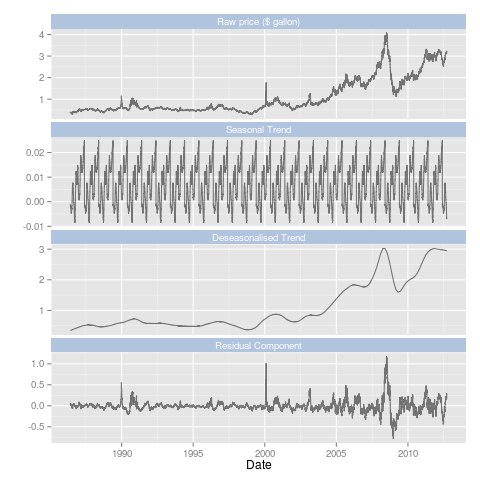 Raw price ($ gallon)
4
3
2
1
Seasonal Trend
0.02
0.01
0.00
-0.01
Deseasonalised Trend
3
2
1
Residual Component
1.0
0.5
0.0
-0.5
1990 1995 2000 2005 2010
Date